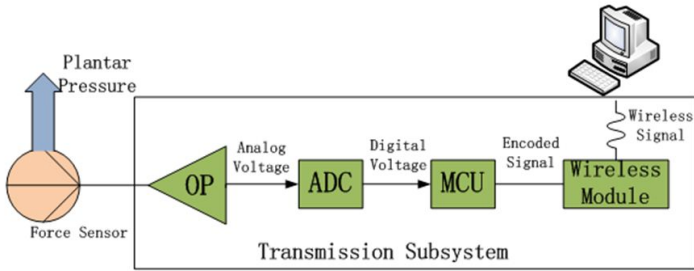 Plantar
Pressure
Force Sensor
OP
Analog
Voltage
ADC
Digital
Voltage
MCU
Encoded
Signal
Wireless
Module
Wireless
Signal
Transmission Subsystem